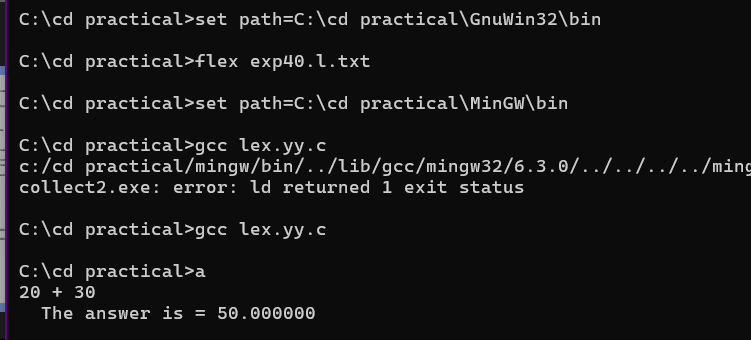 C:\cd practical>set path=C:\cd practical\GnuWin32\bin
C:\cd practical>flex exp40.l.txt
C:\cd practical>set path=C:\cd practical\MinGW\bin
C:\cd practical>gcc lex.yy.c
c:/cd practical/mingw/bin/../lib/gcc/mingw32/6.3.0/../../../../ming
collect2.exe: error: ld returned 1 exit status
C:\cd practical>gcc lex.yy.c
C:\cd practical>a
20 + 30
The answer is = 50.000000